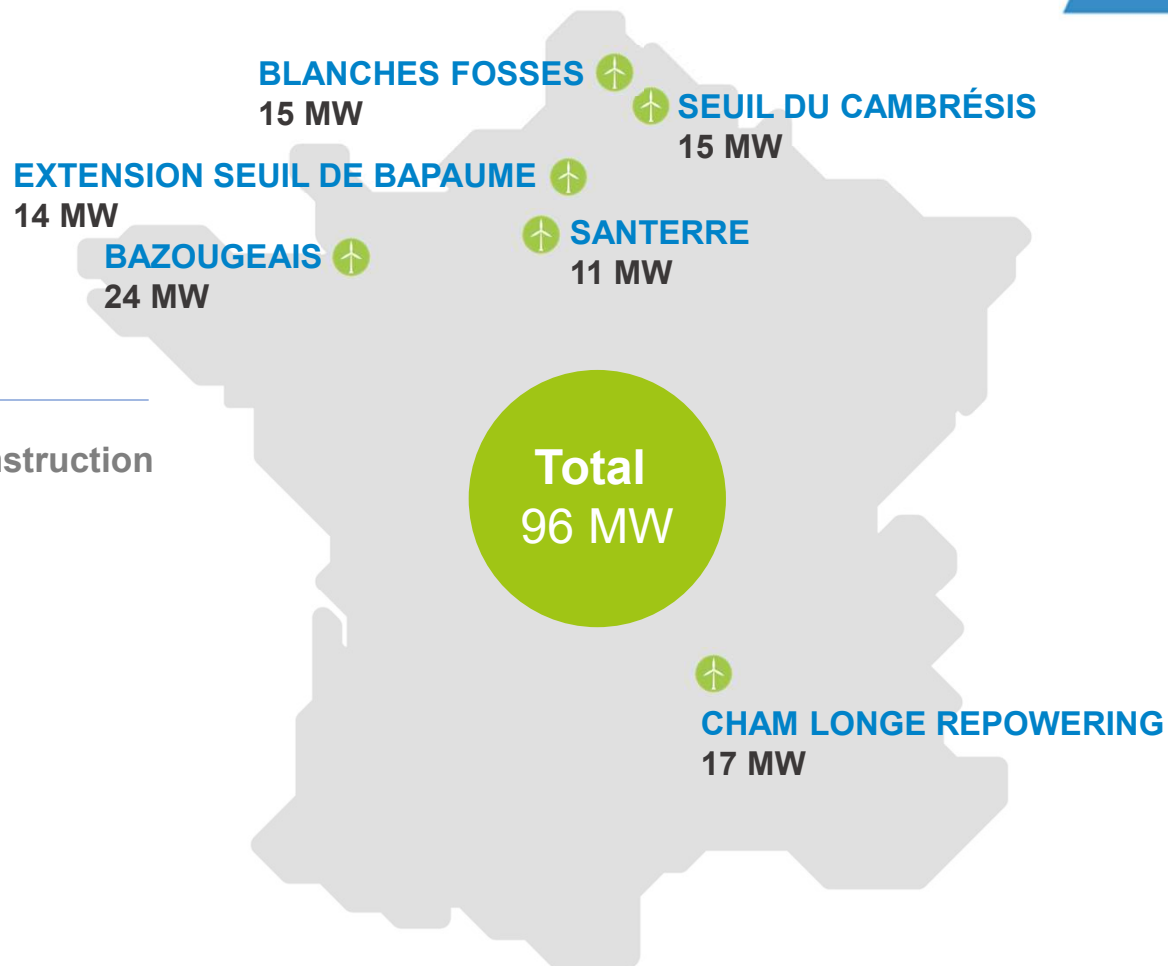 BLANCHES FOSSES
15 MW
SEUIL DU CAMBRÉSIS
15 MW
EXTENSION SEUIL DE BAPAUME
14 MW
SANTERRE
11 MW
BAZOUGEAIS
24 MW
nstruction
Total
96 MW
CHAM LONGE REPOWERING
17 MW